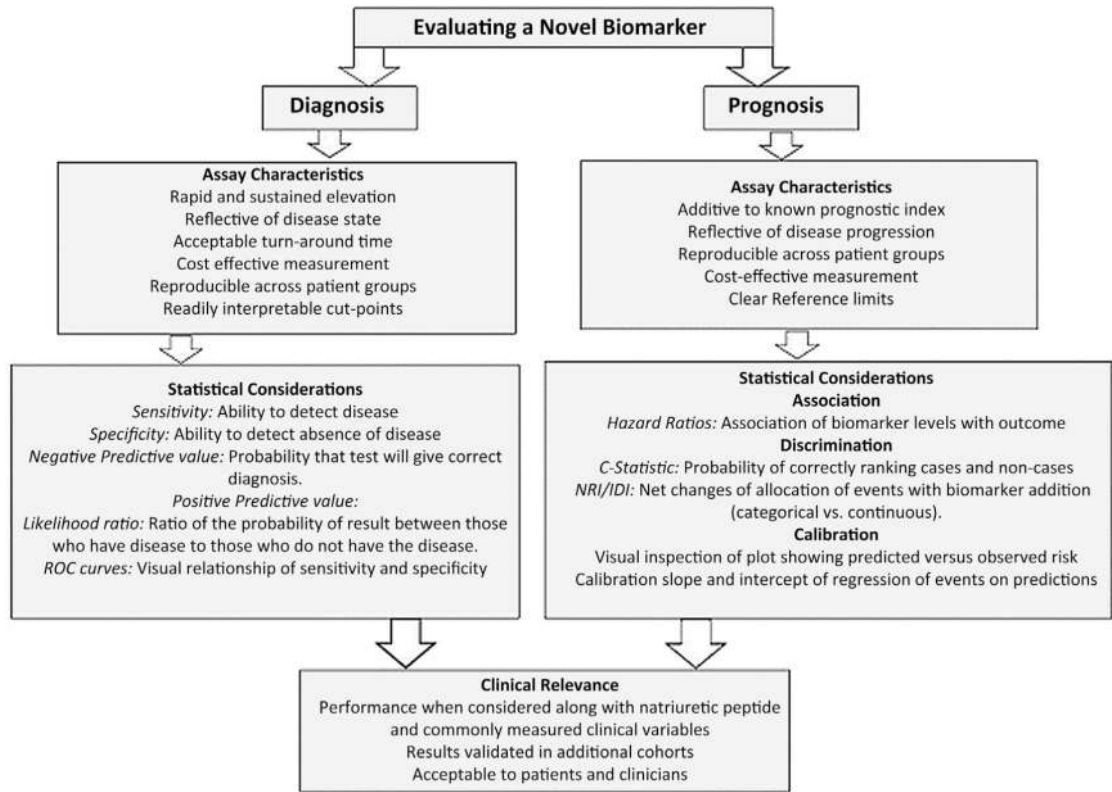 Evaluating a Novel Biomarker
Diagnosis
Prognosis
Assay Characteristics
Rapid and sustained elevation
Reflective of disease state
Acceptable turn-around time
Cost effective measurement
Reproducible across patient groups
Readily interpretable cut-points
Assay Characteristics
Additive to known prognostic index
Reflective of disease progression
Reproducible across patient groups
Cost-effective measurement
Clear Reference limits
Statistical Considerations
Sensitivity: Ability to detect disease
Specificity: Ability to detect absence of disease
Negative Predictive value: Probability that test will give correct
diagnosis.
Positive Predictive value:
Likelihood ratio: Ratio of the probability of result between those
who have disease to those who do not have the disease.
ROC curves: Visual relationship of sensitivity and specificity
Statistical Considerations
Association
Hazard Ratios: Association of biomarker levels with outcome
Discrimination
C-Statistic: Probability of correctly ranking cases and non-cases
NRI/IDI: Net changes of allocation of events with biomarker addition
(categorical vs. continuous).
Calibration
Visual inspection of plot showing predicted versus observed risk
Calibration slope and intercept of regression of events on predictions
Clinical Relevance
Performance when considered along with natriuretic peptide
and commonly measured clinical variables
Results validated in additional cohorts
Acceptable to patients and clinicians